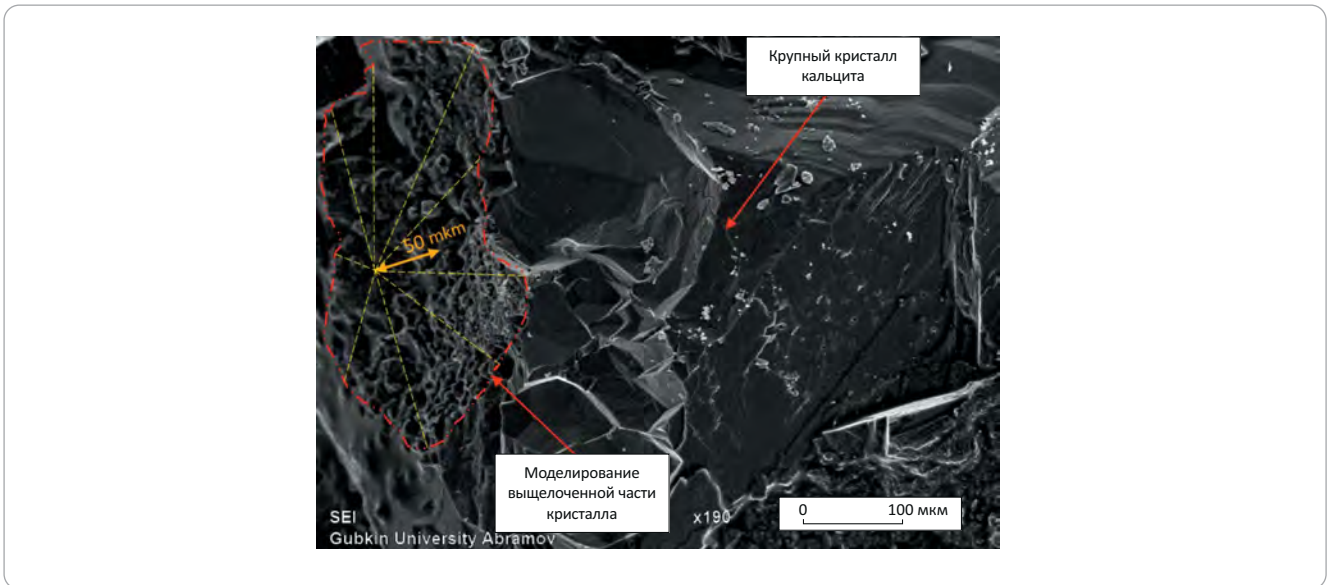 Крупный кристалл
кальцита
50 mkm
Моделирование
выщелоченной части
кристалла
0 100 мкм
SEI x190
Gubkin University Abramov